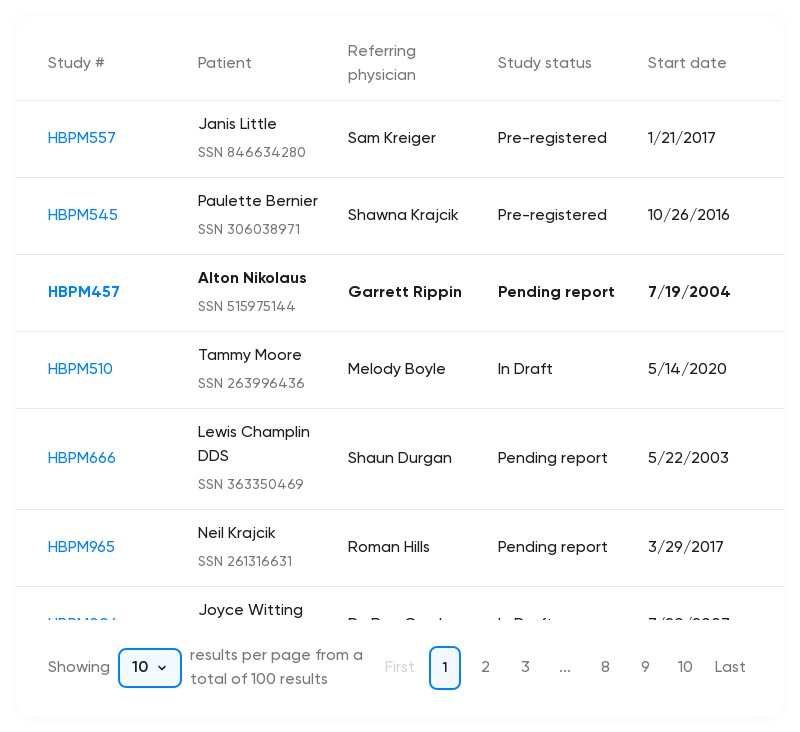 Study #
Patient
Referring
physician
Study status
Start date
HBPM557
Janis Little
SSN 846634280
Sam Kreiger
Pre-registered
1/21/2017
HBPM545
Paulette Bernier
SSN 306038971
Shawna Krajcik
Pre-registered
10/26/2016
HBPM457
Alton Nikolaus
SSN 515975144
Garrett Rippin
Pending report
7/19/2004
HBPM510
Tammy Moore
SSN 263996436
Melody Boyle
In Draft
5/14/2020
HBPM666
Lewis Champlin
DDS
SSN 363350469
Shaun Durgan
Pending report
5/22/2003
HBPM965
Neil Krajcik
SSN 261316631
Roman Hills
Pending report
3/29/2017
Joyce Witting
Showing
10
results per page from a
total of 100 results
First
1
2
3
...
8
9
10
Last